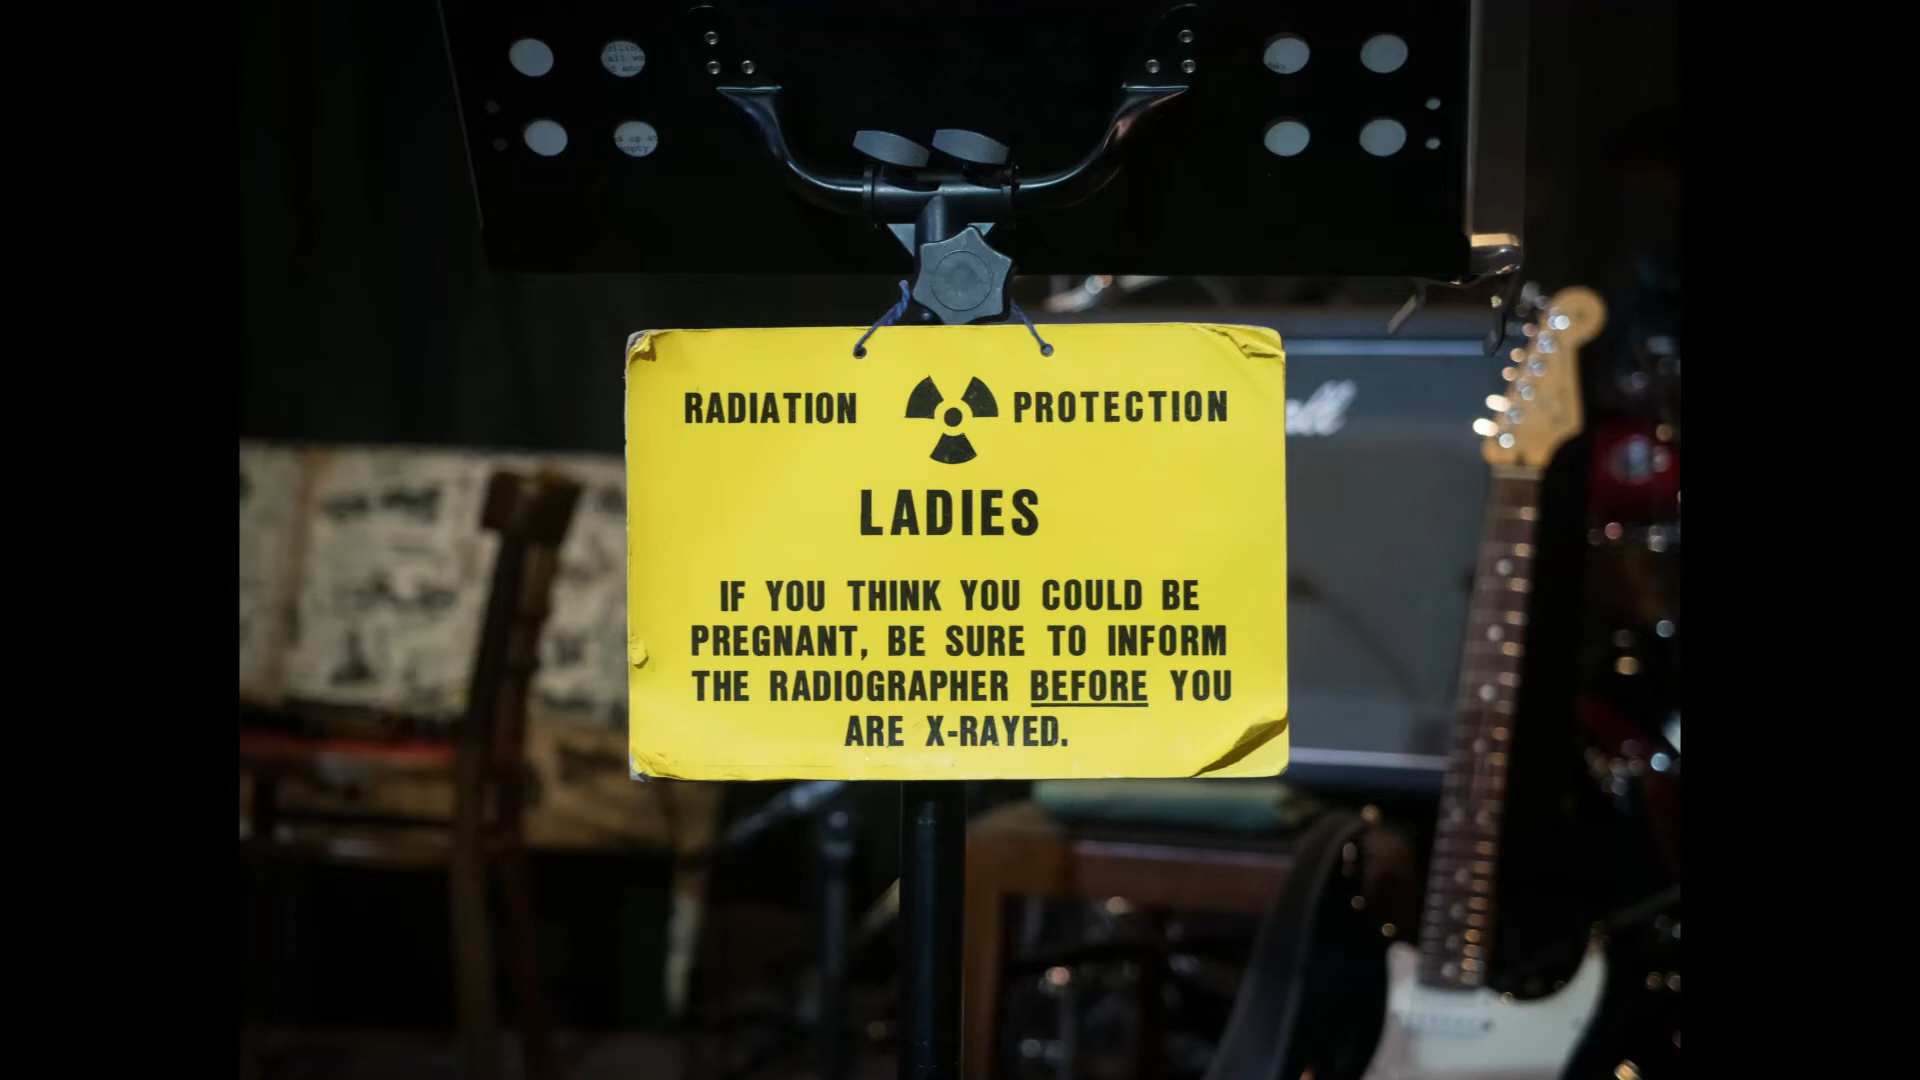 RADIATION PROTECTION
LADIES
IF YOU THINK YOU COULD BE
PREGNANT, BE SURE TO INFORM
THE RADIOGRAPHER BEFORE YOU
ARE X-RAYED.